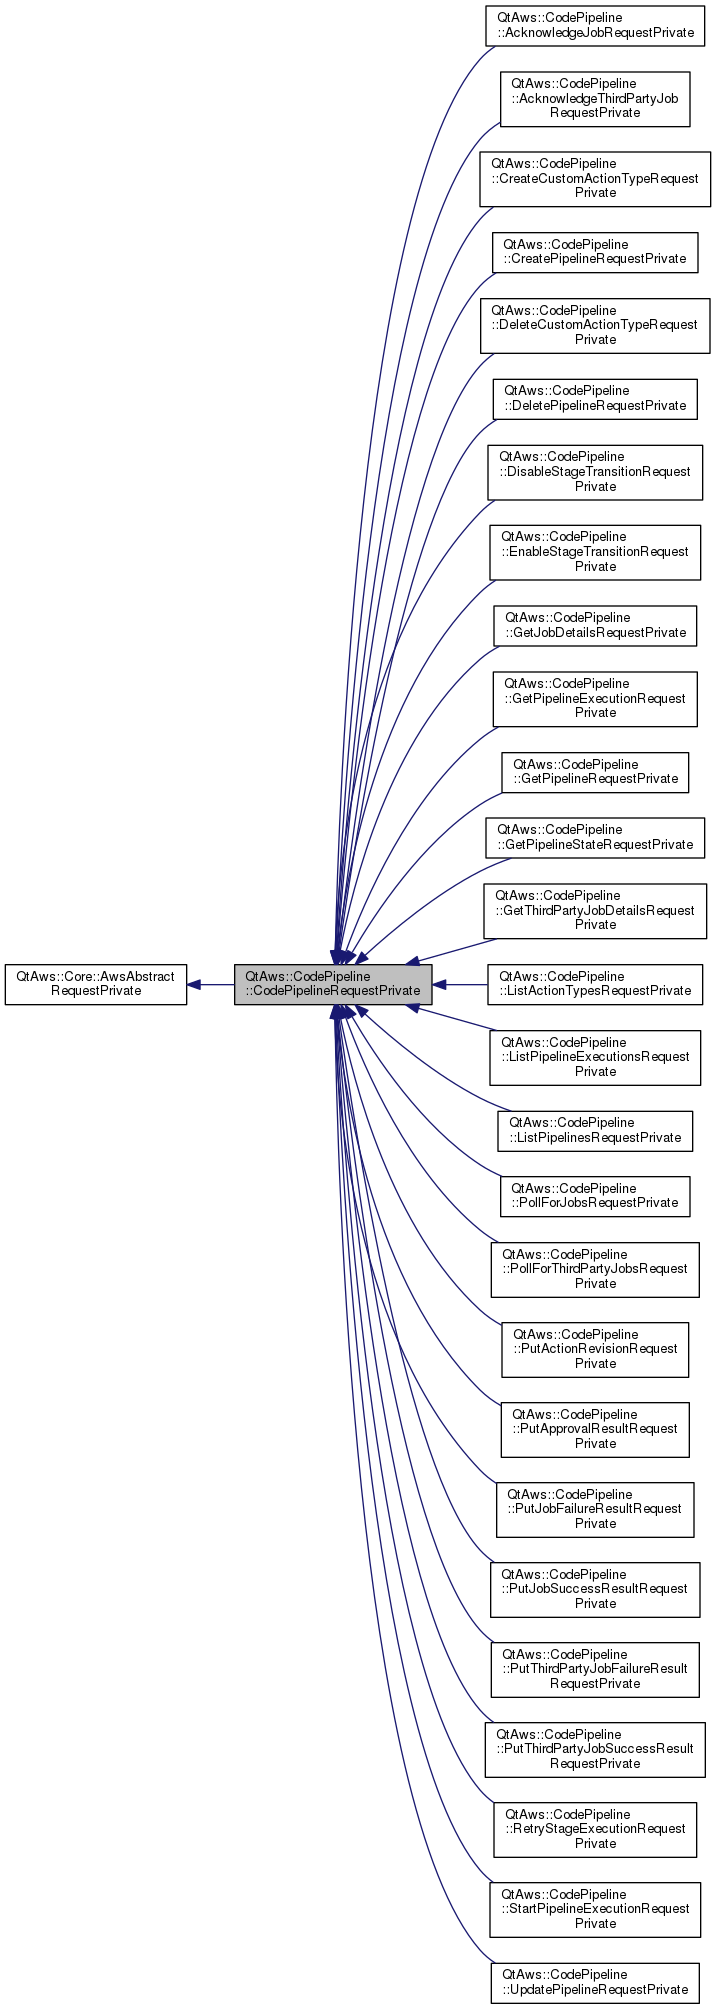 QtAws::CodePipeline
::AcknowledgeJobRequestPrivate
QtAws::CodePipeline
::AcknowledgeThirdPartyJob
RequestPrivate
QtAws::CodePipeline
::CreateCustomActionTypeRequest
Private
QtAws::CodePipeline
::CreatePipelineRequestPrivate
QtAws::CodePipeline
::DeleteCustomActionTypeRequest
Private
QtAws::CodePipeline
::DeletePipelineRequestPrivate
QtAws::CodePipeline
::DisableStageTransitionRequest
Private
QtAws::CodePipeline
::EnableStageTransitionRequest
Private
QtAws::CodePipeline
::GetJobDetailsRequestPrivate
QtAws::CodePipeline
::GetPipelineExecutionRequest
Private
QtAws::CodePipeline
::GetPipelineRequestPrivate
QtAws::CodePipeline
::GetPipelineStateRequestPrivate
QtAws::CodePipeline
::GetThirdPartyJobDetailsRequest
Private
QtAws::Core::AwsAbstract
RequestPrivate
QtAws::CodePipeline
::CodePipelineRequestPrivate
QtAws::CodePipeline
::ListActionTypesRequestPrivate
QtAws::CodePipeline
::ListPipelineExecutionsRequest
Private
QtAws::CodePipeline
::ListPipelinesRequestPrivate
QtAws::CodePipeline
::PollForJobsRequestPrivate
QtAws::CodePipeline
::PollForThirdPartyJobsRequest
Private
QtAws::CodePipeline
::PutActionRevisionRequest
Private
QtAws::CodePipeline
::PutApprovalResultRequest
Private
QtAws::CodePipeline
::PutJobFailureResultRequest
Private
QtAws::CodePipeline
::PutJobSuccessResultRequest
Private
QtAws::CodePipeline
::PutThirdPartyJobFailureResult
RequestPrivate
QtAws::CodePipeline
::PutThirdPartyJobSuccessResult
RequestPrivate
QtAws::CodePipeline
::RetryStageExecutionRequest
Private
QtAws::CodePipeline
::StartPipelineExecutionRequest
Private
QtAws::CodePipeline
::UpdatePipelineRequestPrivate